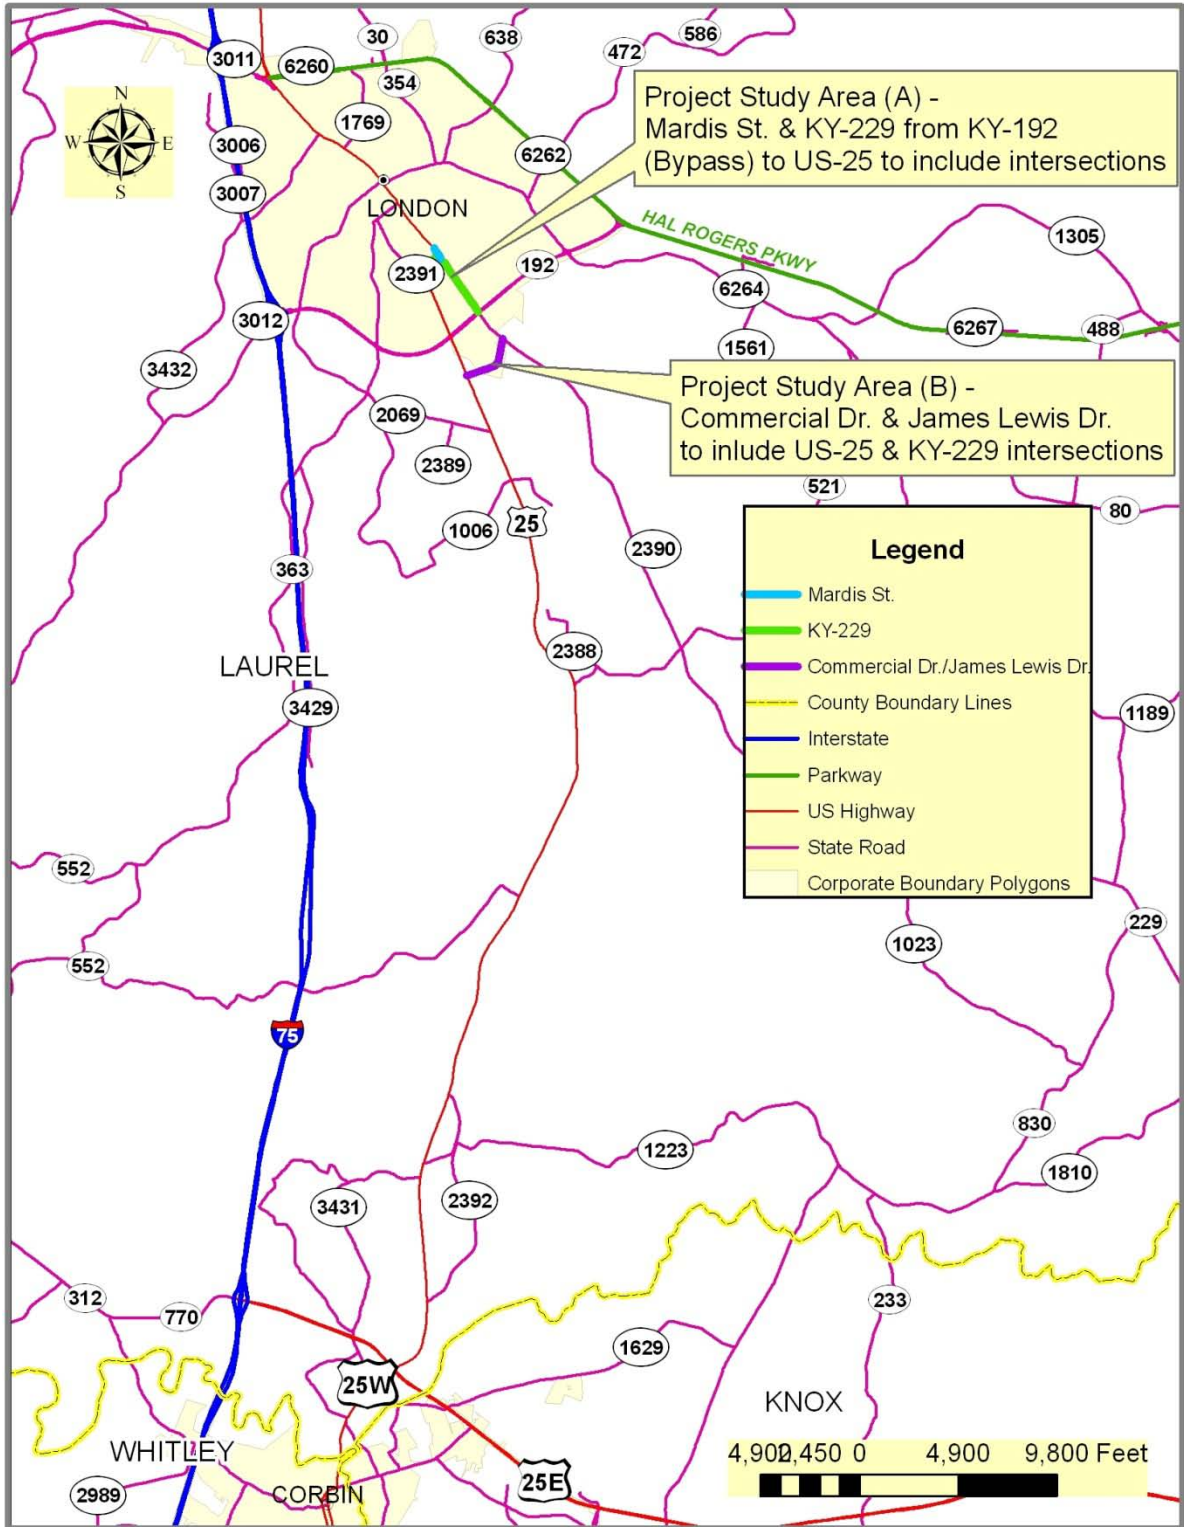 30
638
586
472
3011
6260
354
1769
6262
3006
3007
N
W
E
S
Project Study Area (A) -
Mardis St. & KY-229 from KY-192
(Bypass) to US-25 to include intersections
LONDON
HAL ROGERS PKWY
1305
2391
192
6264
3012
6267
488
1561
3432
Project Study Area (B) -
Commercial Dr. & James Lewis Dr.
to inlude US-25 & KY-229 intersections
2069
2389
521
80
1006
25
2390
363
Legend
Mardis St.
KY-229
Commercial Dr./James Lewis Dr.
County Boundary Lines
Interstate
Parkway
US Highway
State Road
Corporate Boundary Polygons
LAUREL
2388
3429
1189
552
229
1023
552
75
830
1223
1810
3431
2392
312
770
233
1629
25W
KNOX
WHITLEY
4,900 2,450 0 4,900 9,800 Feet
25E
2989
CORBIN